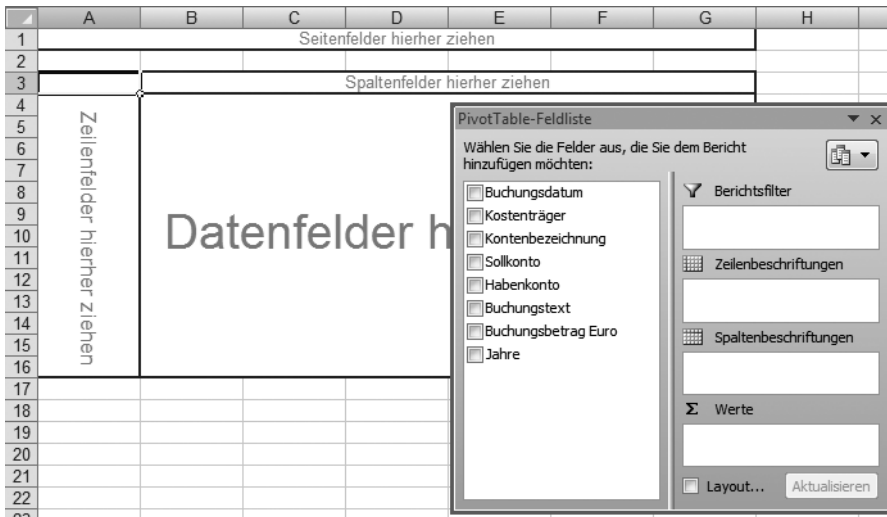 A B C D E F G H
1 Seitenfelder hierher ziehen
2
3 Spaltenfelder hierher ziehen
4
5
6
7
8
9
10
11
12
13
14
15
16
17
18
19
20
21
22
Zeilenfelder hierher ziehen
Datenfelder h
PivotTable-Feldliste
Wählen Sie die Felder aus, die Sie dem Bericht
hinzufügen möchten:
Buchungsdatum
Kostenträger
Kontenbezeichnung
Sollkonto
Habenkonto
Buchungstext
Buchungsbetrag Euro
Jahre
Berichtsfilter
Zeilenbeschriftungen
Spaltenbeschriftungen
Σ Werte
Layout... Aktualisieren